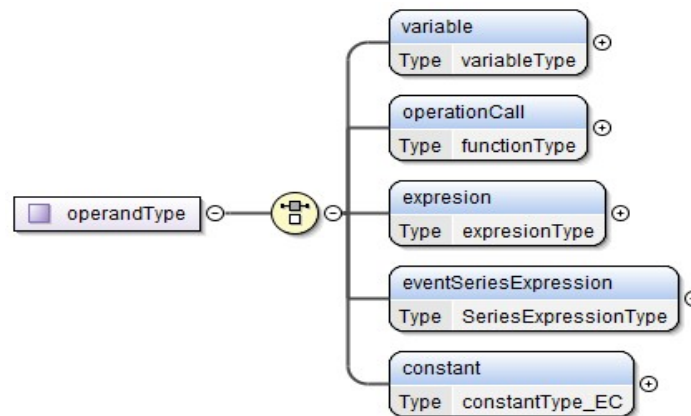 variable
Type variableType
operationCall
Type functionType
operandType
expresion
Type expresionType
eventSeriesExpression
Type SeriesExpressionType
constant
Type constantType_EC